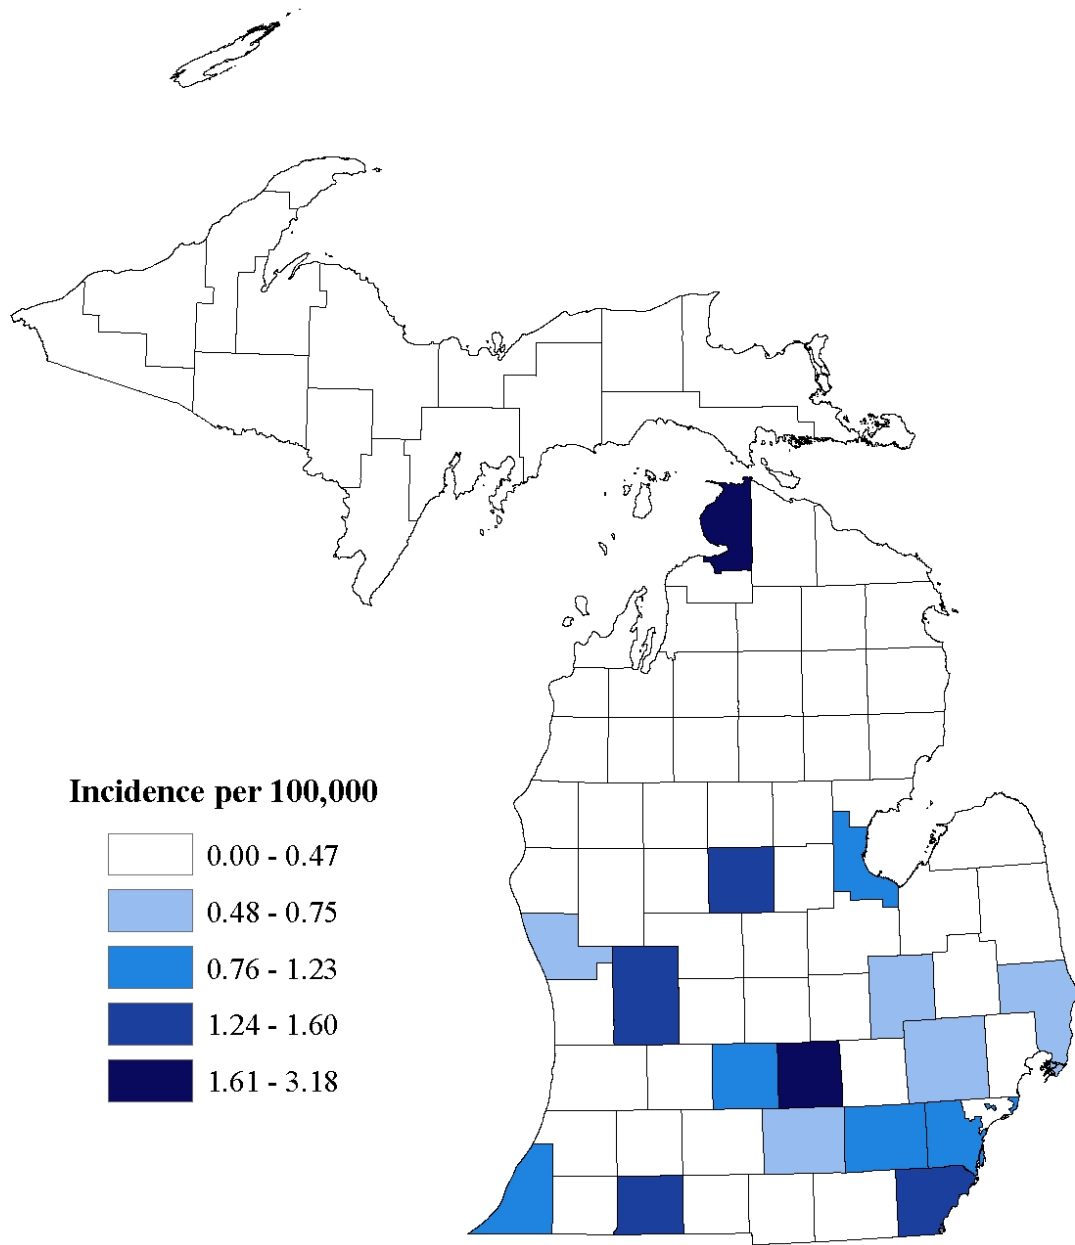 Incidence per 100,000
0.00 - 0.47
0.48 - 0.75
0.76 - 1.23
1.24 - 1.60
1.61 - 3.18